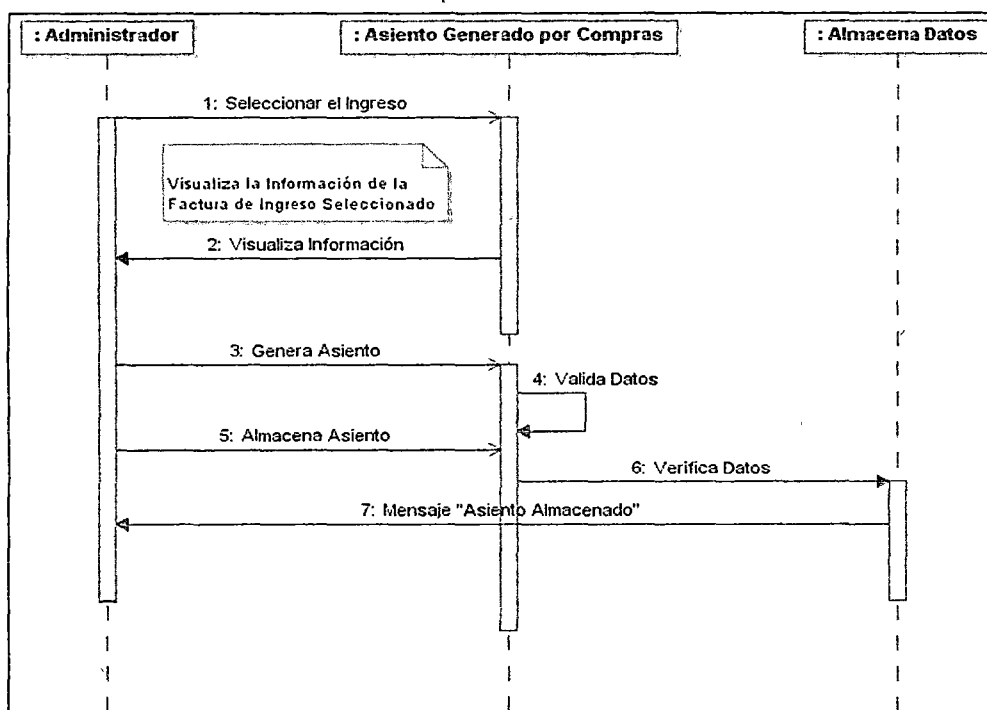 : Administrador
: Asiento Generado por Compras
: Almacena Datos
1: Seleccionar el Ingreso
Visualiza la Información de la
Factura de Ingreso Seleccionado
2: Visualiza Información
3: Genera Asiento
4: Valida Datos
5: Almacena Asiento
6: Verifica Datos
7: Mensaje "Asiento Almacenado"